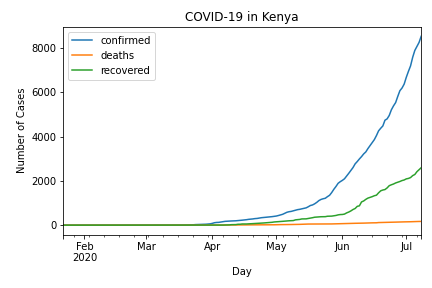 COVID-19 in Kenya
confirmed
deaths
recovered
Number of Cases
8000
6000
4000
2000
0
Feb Mar Apr May Jun Jul
2020
Day